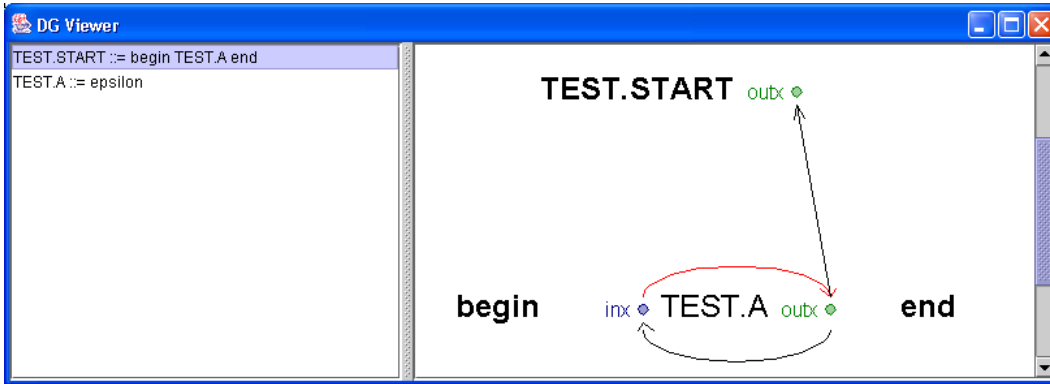 DG Viewer
TEST.START ::= begin TEST.A end
TEST.A ::= epsilon
TEST.START outx
begin inx TEST.A outx end